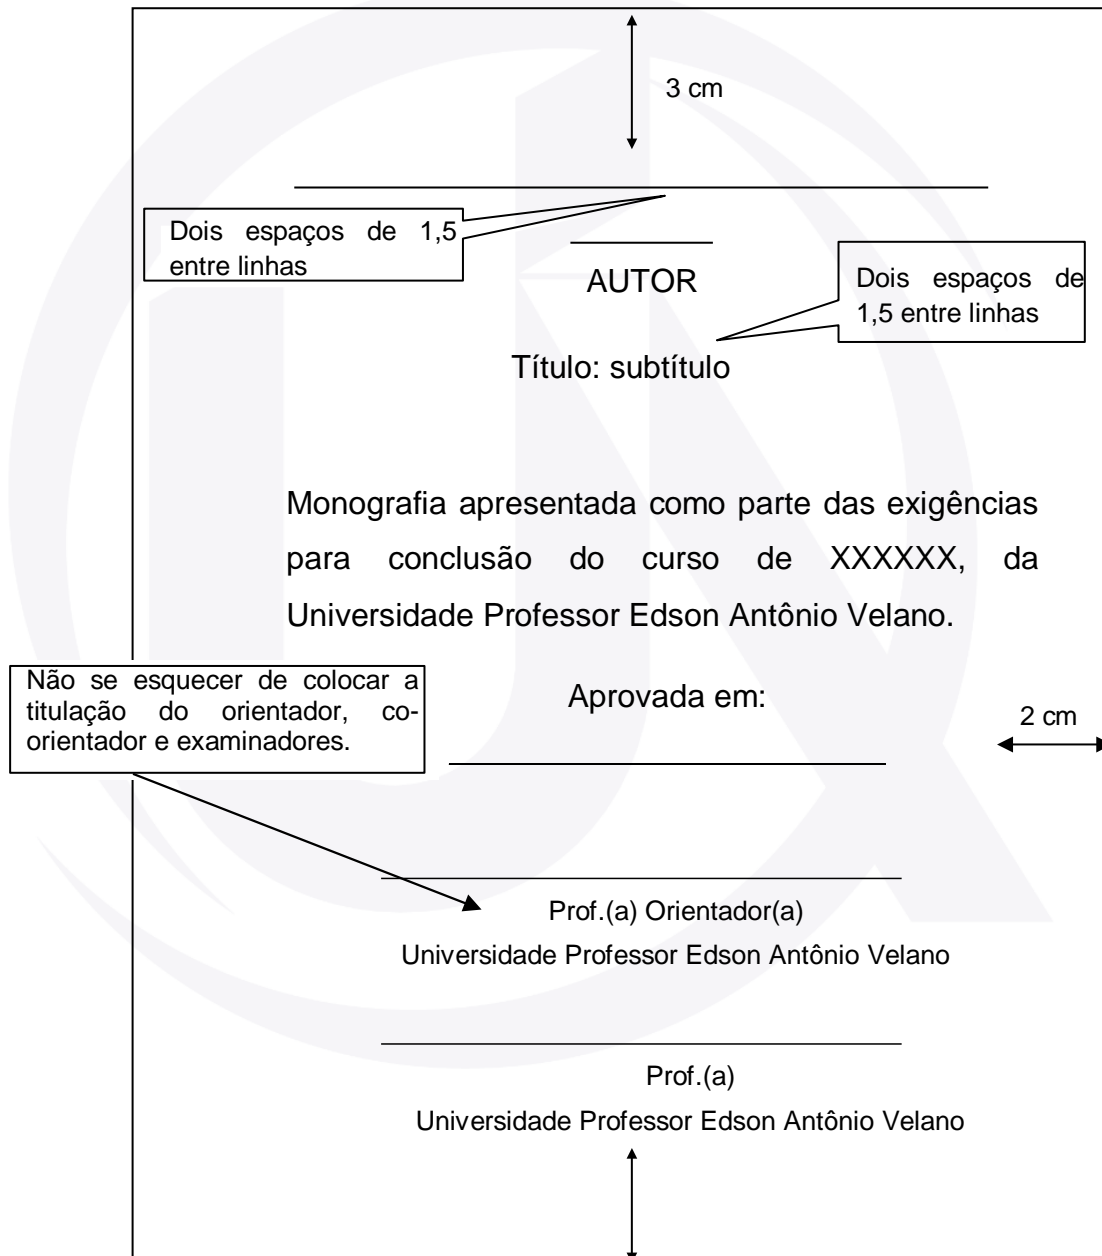 3 cm
Dois espaços de 1,5
entre linhas
AUTOR
Dois espaços de
1,5 entre linhas
Título: subtítulo
Monografia apresentada como parte das exigências
para conclusão do curso de XXXXXX, da
Universidade Professor Edson Antônio Velano.
Não se esquecer de colocar a
titulação do orientador, co-
orientador e examinadores.
Aprovada em:
2 cm
Prof.(a) Orientador(a)
Universidade Professor Edson Antônio Velano
Prof.(a)
Universidade Professor Edson Antônio Velano